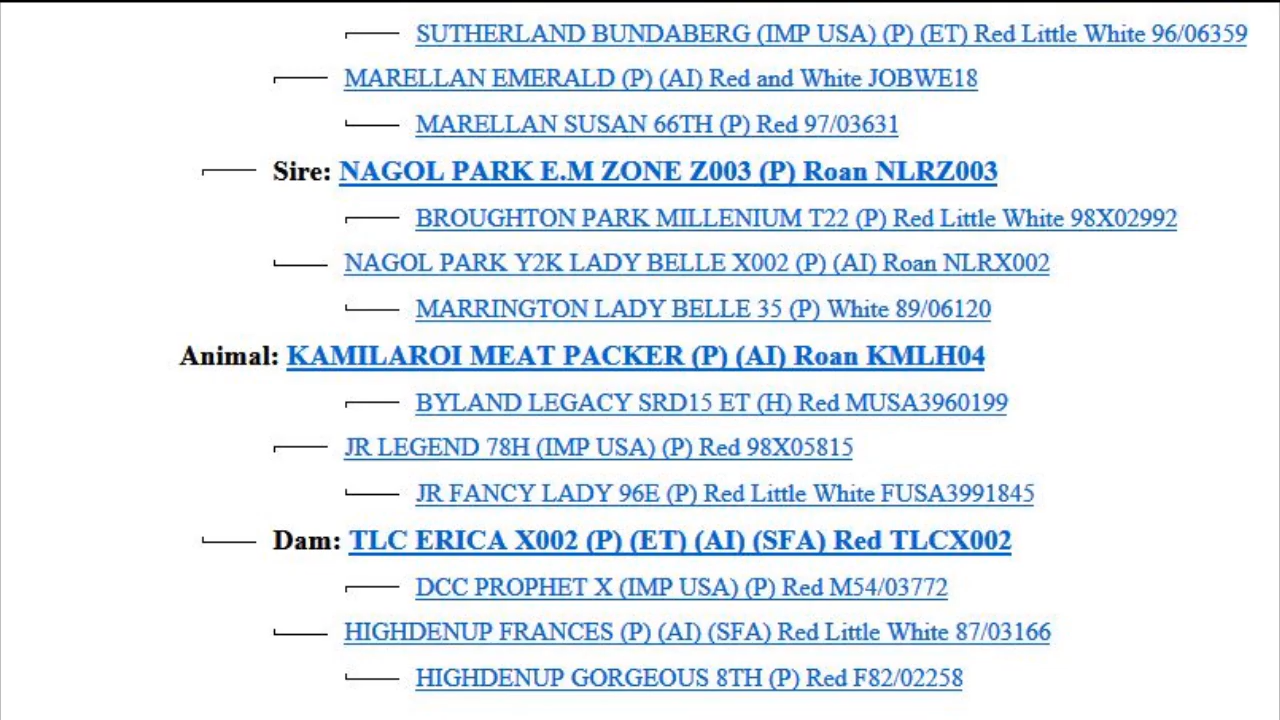 SUTHERLAND BUNDABERG (IMP USA) (P) (ET) Red Little White 96/06359
MARELLAN EMERALD (P) (AI) Red and White JOBWE18
MARELLAN SUSAN 66TH (P) Red 97/03631
Sire: NAGOL PARK E.M ZONE Z003 (P) Roan NLRZ003
BROUGHTON PARK MILLENIUM T22 (P) Red Little White 98X02992
NAGOL PARK Y2K LADY BELLE X002 (P) (AI) Roan NLRX002
MARRINGTON LADY BELLE 35 (P) White 89/06120
Animal: KAMILAROI MEAT PACKER (P) (AI) Roan KMLH04
BYLAND LEGACY SRD15 ET (H) Red MUSA3960199
JR LEGEND 78H (IMP USA) (P) Red 98X05815
JR FANCY LADY 96E (P) Red Little White FUSA3991845
Dam: TLC ERICA X002 (P) (ET) (AI) (SFA) Red TLCX002
DCC PROPHET X (IMP USA) (P) Red M54/03772
HIGHDENUP FRANCES (P) (AI) (SFA) Red Little White 87/03166
HIGHDENUP GORGEOUS 8TH (P) Red F82/02258